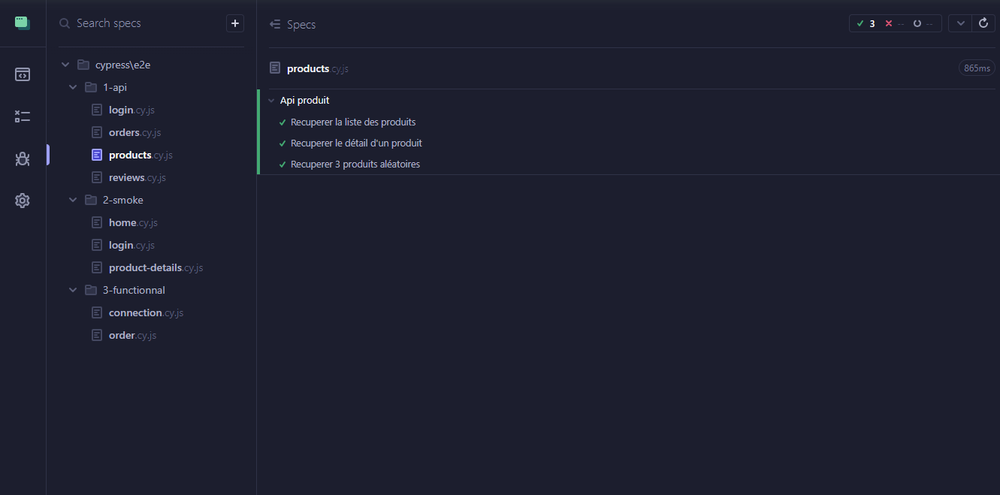 Search specs
+
cypress\e2e
1-api
login.cy.js
orders.cy.js
products.cy.js
reviews.cy.js
2-smoke
home.cy.js
login.cy.js
product-details.cy.js
3-functionnal
connection.cy.js
order.cy.js
Specs
3 -- --
products.cy.js
865ms
Api produit
Recuperer la liste des produits
Recuperer le détail d'un produit
Recuperer 3 produits aléatoires